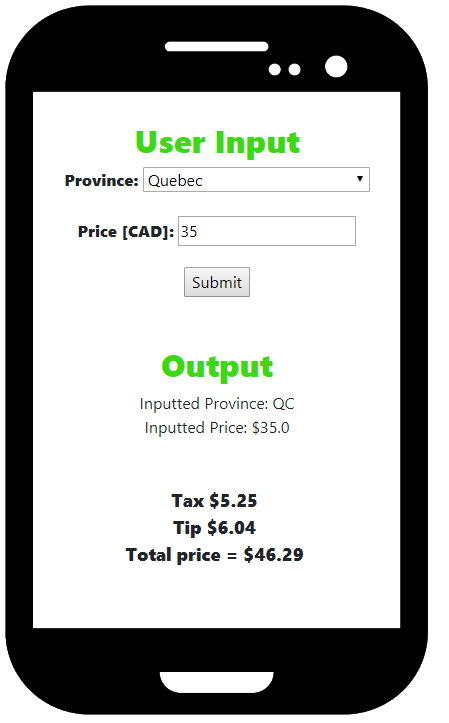 User Input
Province: Quebec
Price [CAD]: 35
Submit
Output
Inputted Province: QC
Inputted Price: $35.0
Tax $5.25
Tip $6.04
Total price = $46.29